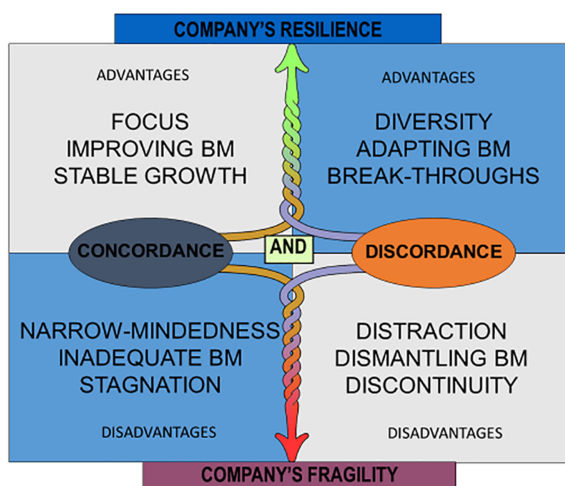 COMPANY'S RESILIENCE
ADVANTAGES
FOCUS
IMPROVING BM
STABLE GROWTH
ADVANTAGES
DIVERSITY
ADAPTING BM
BREAK-THROUGHS
CONCORDANCE
AND
DISCORDANCE
NARROW-MINDEDNESS
INADEQUATE BM
STAGNATION
DISADVANTAGES
DISTRACTION
DISMANTLING BM
DISCONTINUITY
DISADVANTAGES
COMPANY'S FRAGILITY